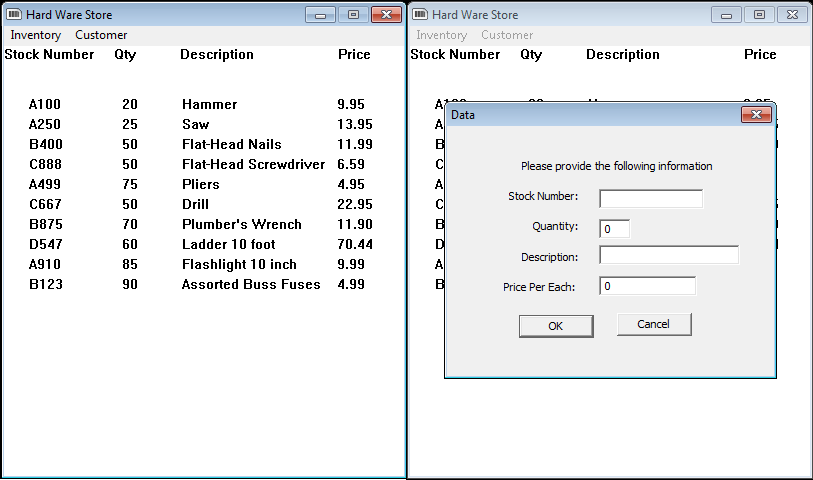 Hard Ware Store
Inventory Customer
Stock Number Qty Description Price
A100 20 Hammer 9.95
A250 25 Saw 13.95
B400 50 Flat-Head Nails 11.99
C888 50 Flat-Head Screwdriver 6.59
A499 75 Pliers 4.95
C667 50 Drill 22.95
B875 70 Plumber's Wrench 11.90
D547 60 Ladder 10 foot 70.44
A910 85 Flashlight 10 inch 9.99
B123 90 Assorted Buss Fuses 4.99
Hard Ware Store
Inventory Customer
Stock Number Qty Description Price
Data
Please provide the following information
Stock Number:
Quantity: 0
Description:
Price Per Each: 0
OK Cancel